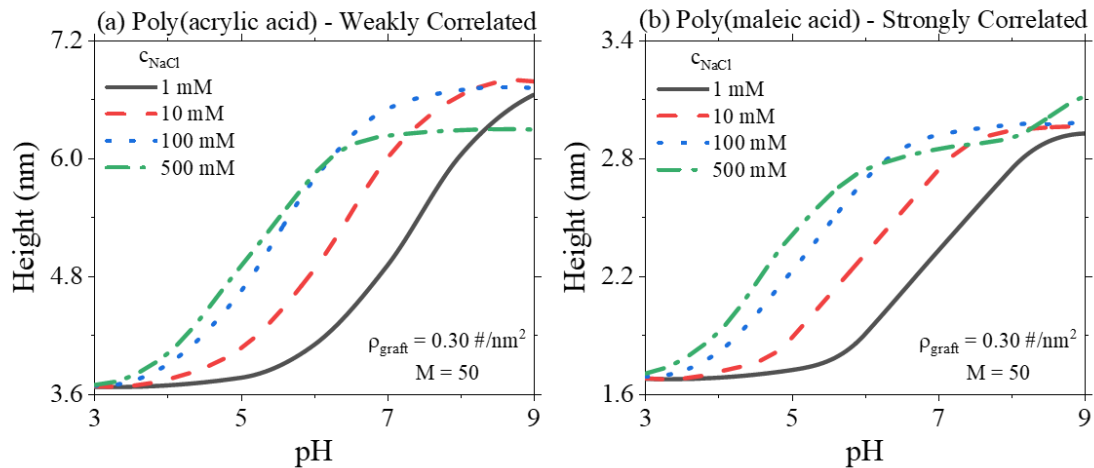 (a) Poly(acrylic acid) - Weakly Correlated
7.2
6.0
4.8
3.6
Height (nm)
c_NaCl
1 mM
10 mM
100 mM
500 mM
ρ_graft = 0.30 #/nm²
M = 50
3
5
7
9
pH
(b) Poly(maleic acid) - Strongly Correlated
3.4
2.8
2.2
1.6
Height (nm)
c_NaCl
1 mM
10 mM
100 mM
500 mM
ρ_graft = 0.30 #/nm²
M = 50
3
5
7
9
pH